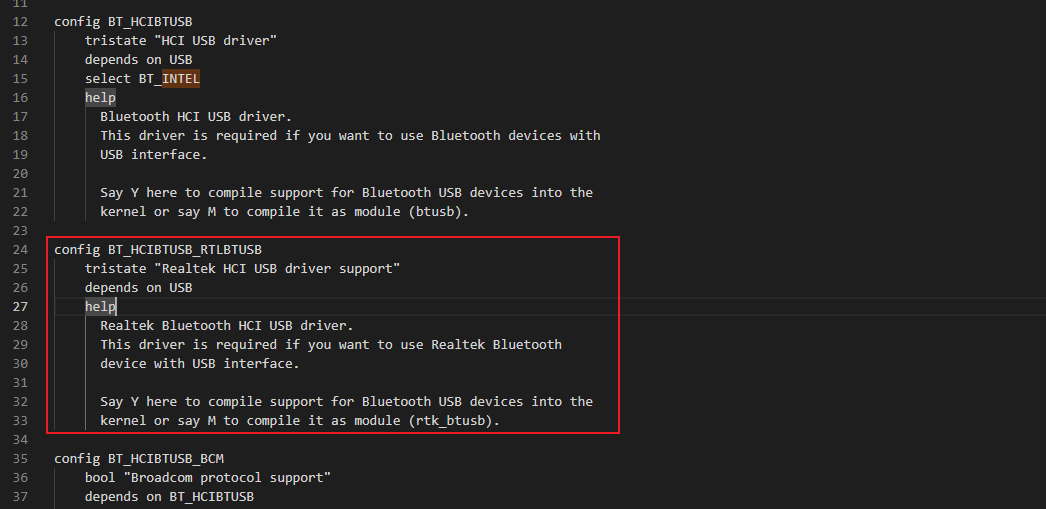 11
12 config BT_HCIBTUSB
13 tristate "HCI USB driver"
14 depends on USB
15 select BT_INTEL
16 help
17 Bluetooth HCI USB driver.
18 This driver is required if you want to use Bluetooth devices with
19 USB interface.
20
21 Say Y here to compile support for Bluetooth USB devices into the
22 kernel or say M to compile it as module (btusb).
23
24 config BT_HCIBTUSB_RTLBTUSB
25 tristate "Realtek HCI USB driver support"
26 depends on USB
27 help
28 Realtek Bluetooth HCI USB driver.
29 This driver is required if you want to use Realtek Bluetooth
30 device with USB interface.
31
32 Say Y here to compile support for Bluetooth USB devices into the
33 kernel or say M to compile it as module (rtk_btusb).
34
35 config BT_HCIBTUSB_BCM
36 bool "Broadcom protocol support"
37 depends on BT_HCIBTUSB